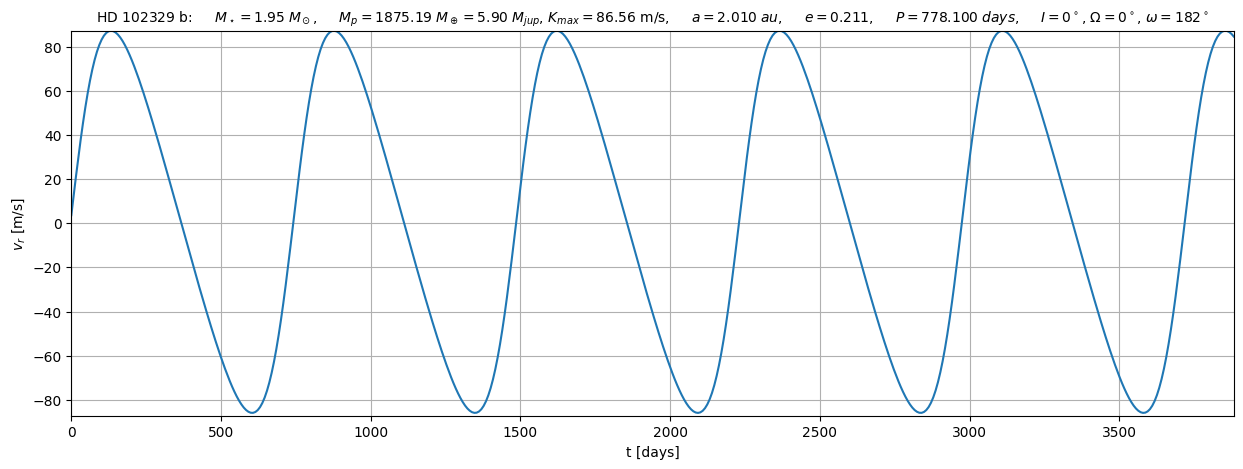 HD 102329 b: M⋆ = 1.95 M⊙, Mp = 1875.19 M⊕ = 5.90 Mjup, Kmax = 86.56 m/s, a = 2.010 au, e = 0.211, P = 778.100 days, I = 0°, Ω = 0°, ω = 182°
80
60
40
20
0
−20
−40
−60
−80
vr [m/s]
0 500 1000 1500 2000 2500 3000 3500
t [days]